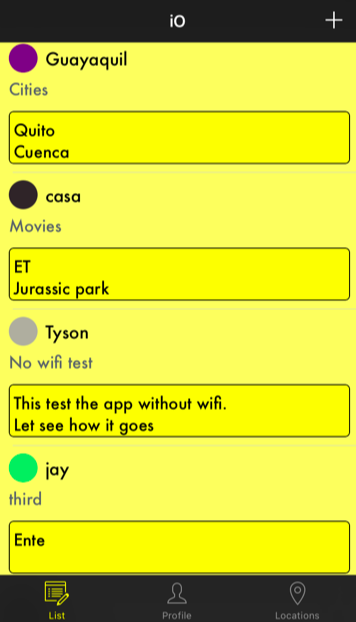 iO
Guayaquil
Cities
Quito
Cuenca
casa
Movies
ET
Jurassic park
Tyson
No wifi test
This test the app without wifi.
Let see how it goes
jay
third
Ente
List
Profile
Locations